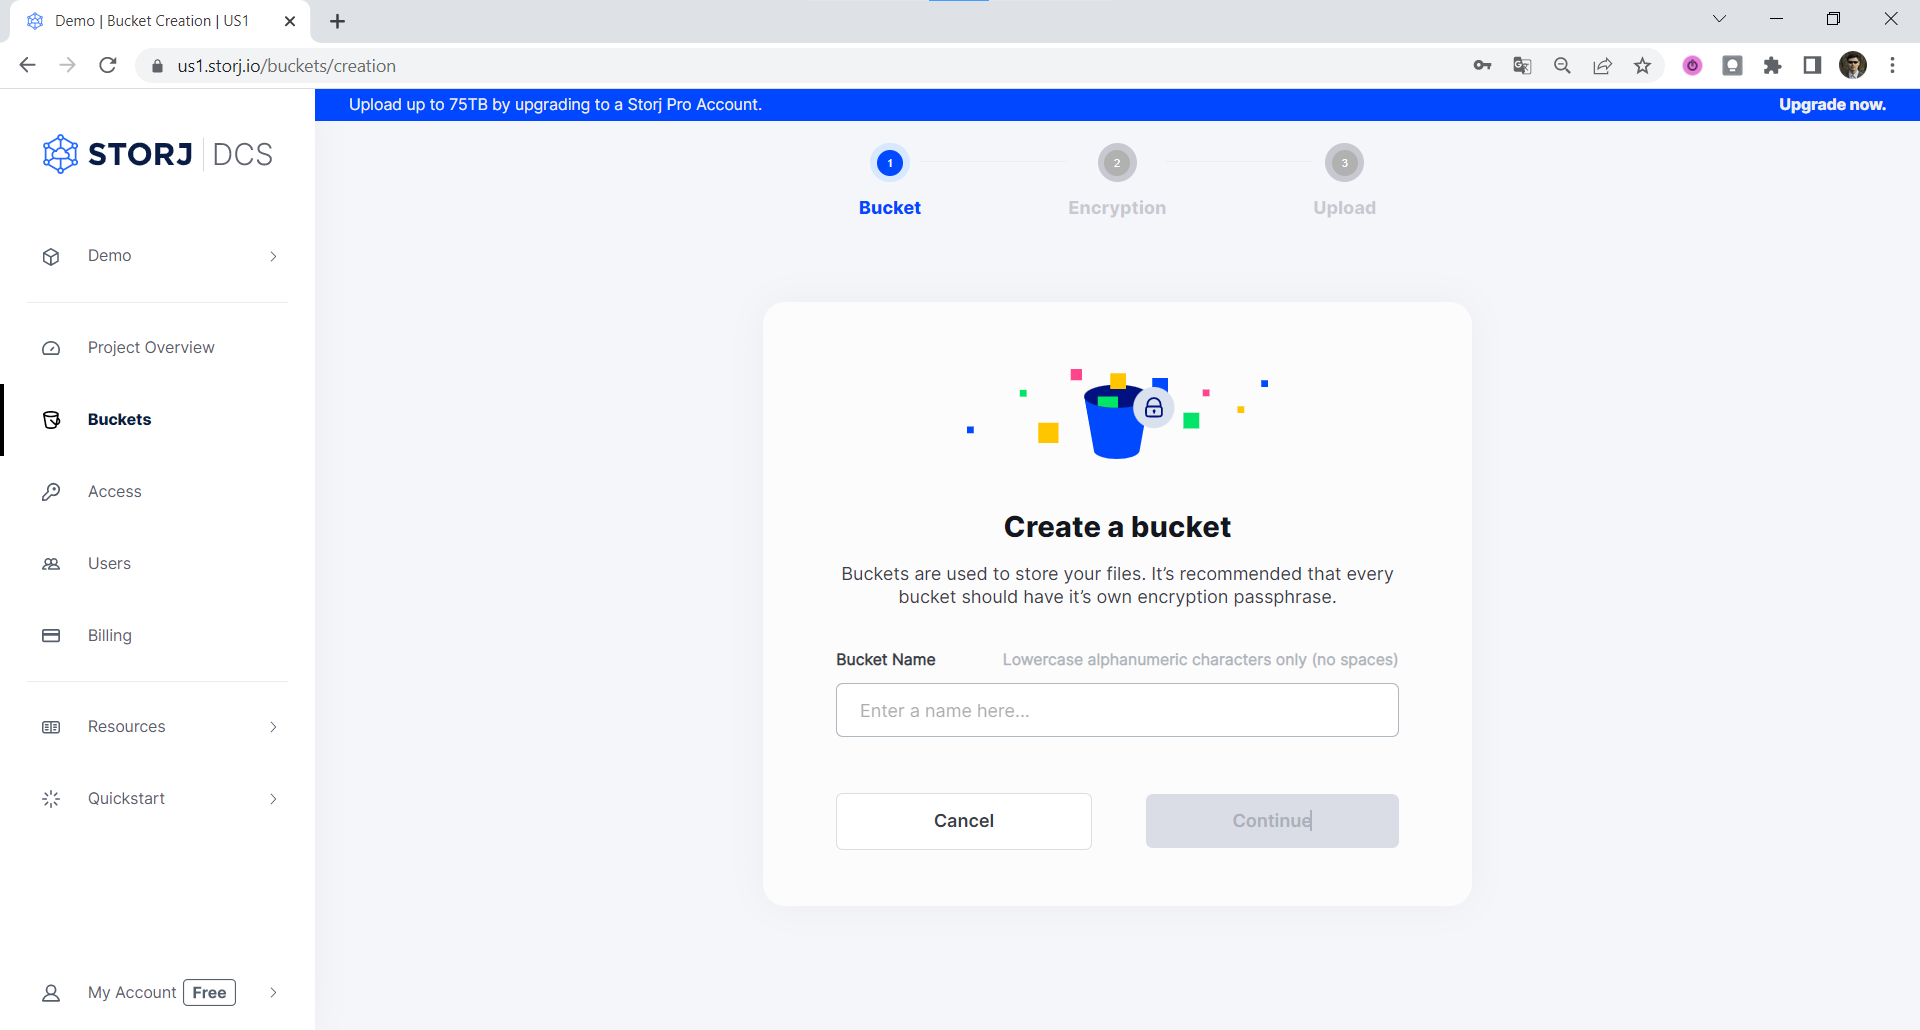 Demo | Bucket Creation | US1
us1.storj.io/buckets/creation
Upload up to 75TB by upgrading to a Storj Pro Account.
Upgrade now.
STORJ DCS
Demo
Project Overview
Buckets
Access
Users
Billing
Resources
Quickstart
My Account Free
1
2
3
Bucket
Encryption
Upload
Create a bucket
Buckets are used to store your files. It’s recommended that every
bucket should have it’s own encryption passphrase.
Bucket Name
Lowercase alphanumeric characters only (no spaces)
Enter a name here...
Cancel
Continue